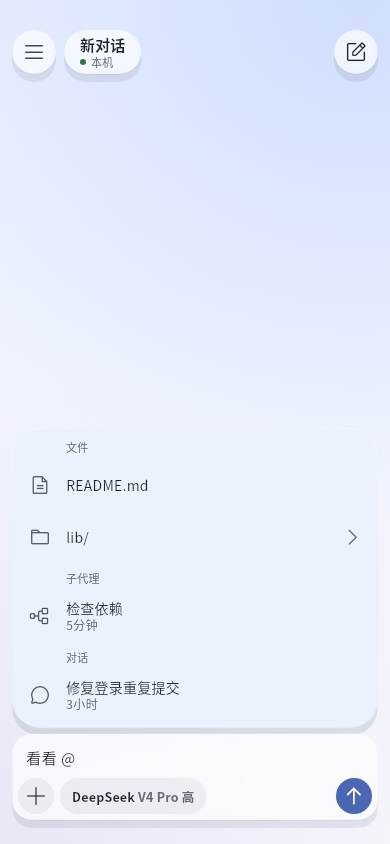 新对话
本机
文件
README.md
lib/
子代理
检查依赖
5分钟
对话
修复登录重复提交
3小时
看看 @
DeepSeek V4 Pro 高